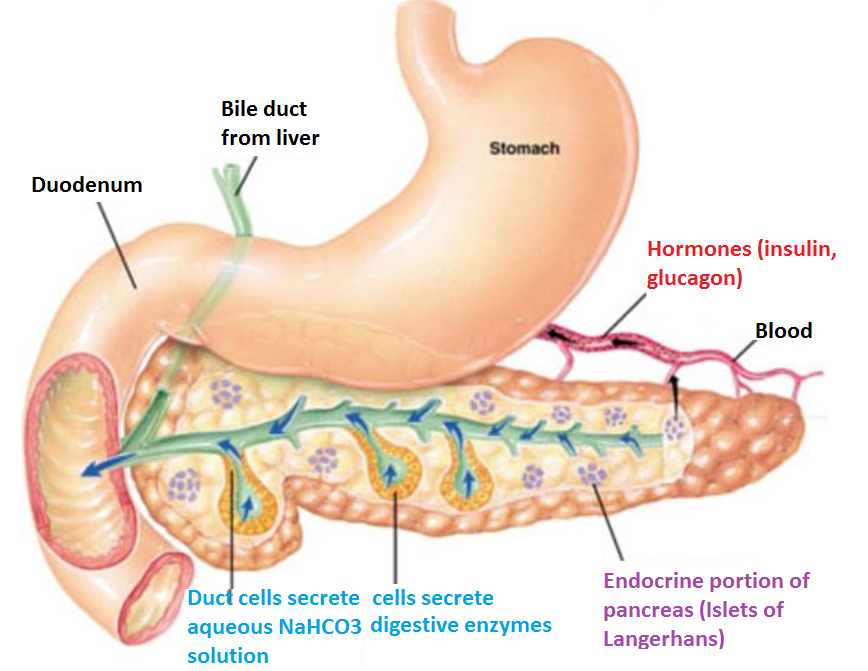 Bile duct
from liver
Stomach
Duodenum
Hormones (insulin,
glucagon)
Blood
Duct cells secrete
aqueous NaHCO3
solution
cells secrete
digestive enzymes
Endocrine portion of
pancreas (Islets of
Langerhans)